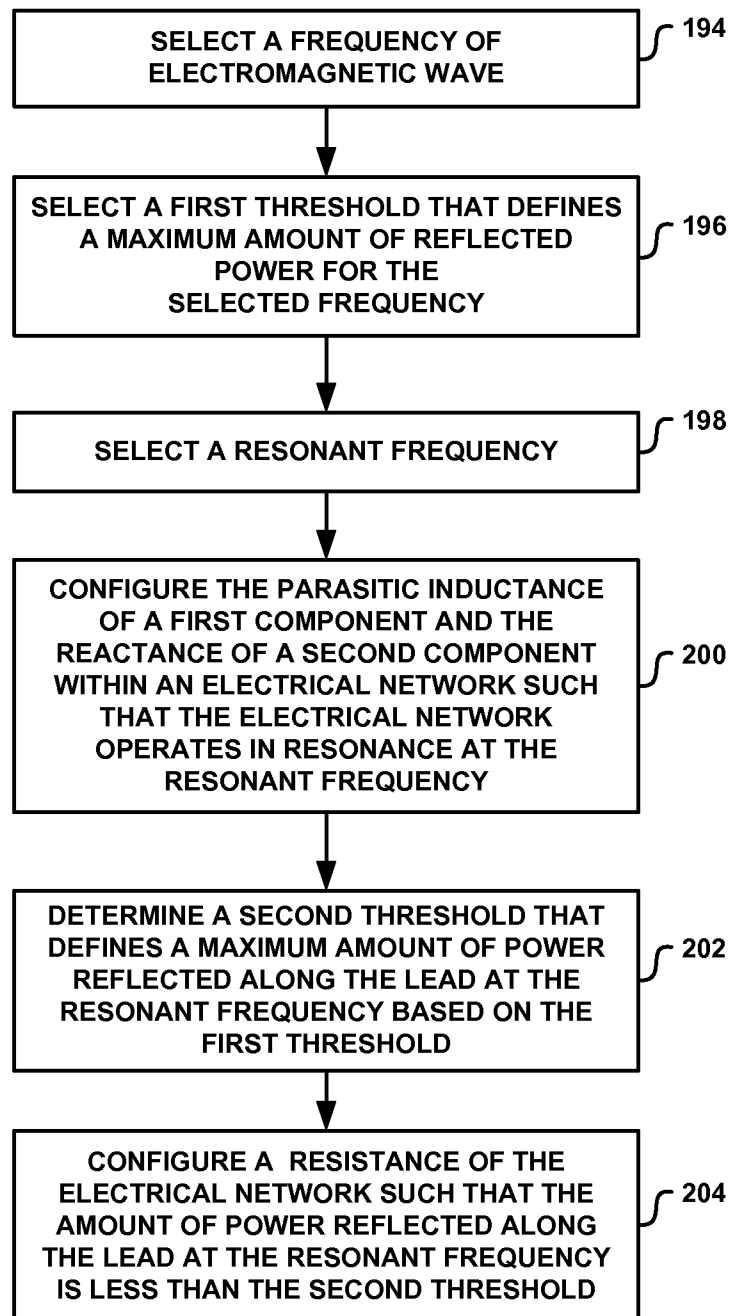 SELECT A FREQUENCY OF
ELECTROMAGNETIC WAVE
194
SELECT A FIRST THRESHOLD THAT DEFINES
A MAXIMUM AMOUNT OF REFLECTED
POWER FOR THE
SELECTED FREQUENCY
196
SELECT A RESONANT FREQUENCY
198
CONFIGURE THE PARASITIC INDUCTANCE
OF A FIRST COMPONENT AND THE
REACTANCE OF A SECOND COMPONENT
WITHIN AN ELECTRICAL NETWORK SUCH
THAT THE ELECTRICAL NETWORK
OPERATES IN RESONANCE AT THE
RESONANT FREQUENCY
200
DETERMINE A SECOND THRESHOLD THAT
DEFINES A MAXIMUM AMOUNT OF POWER
REFLECTED ALONG THE LEAD AT THE
RESONANT FREQUENCY BASED ON THE
FIRST THRESHOLD
202
CONFIGURE A RESISTANCE OF THE
ELECTRICAL NETWORK SUCH THAT THE
AMOUNT OF POWER REFLECTED ALONG
THE LEAD AT THE RESONANT FREQUENCY
IS LESS THAN THE SECOND THRESHOLD
204